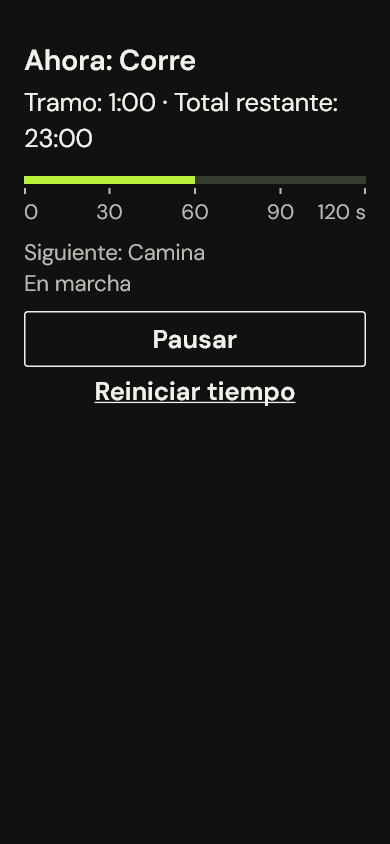 Ahora: Corre
Tramo: 1:00 · Total restante:
23:00
0 30 60 90 120 s
Siguiente: Camina
En marcha
Pausar
Reiniciar tiempo